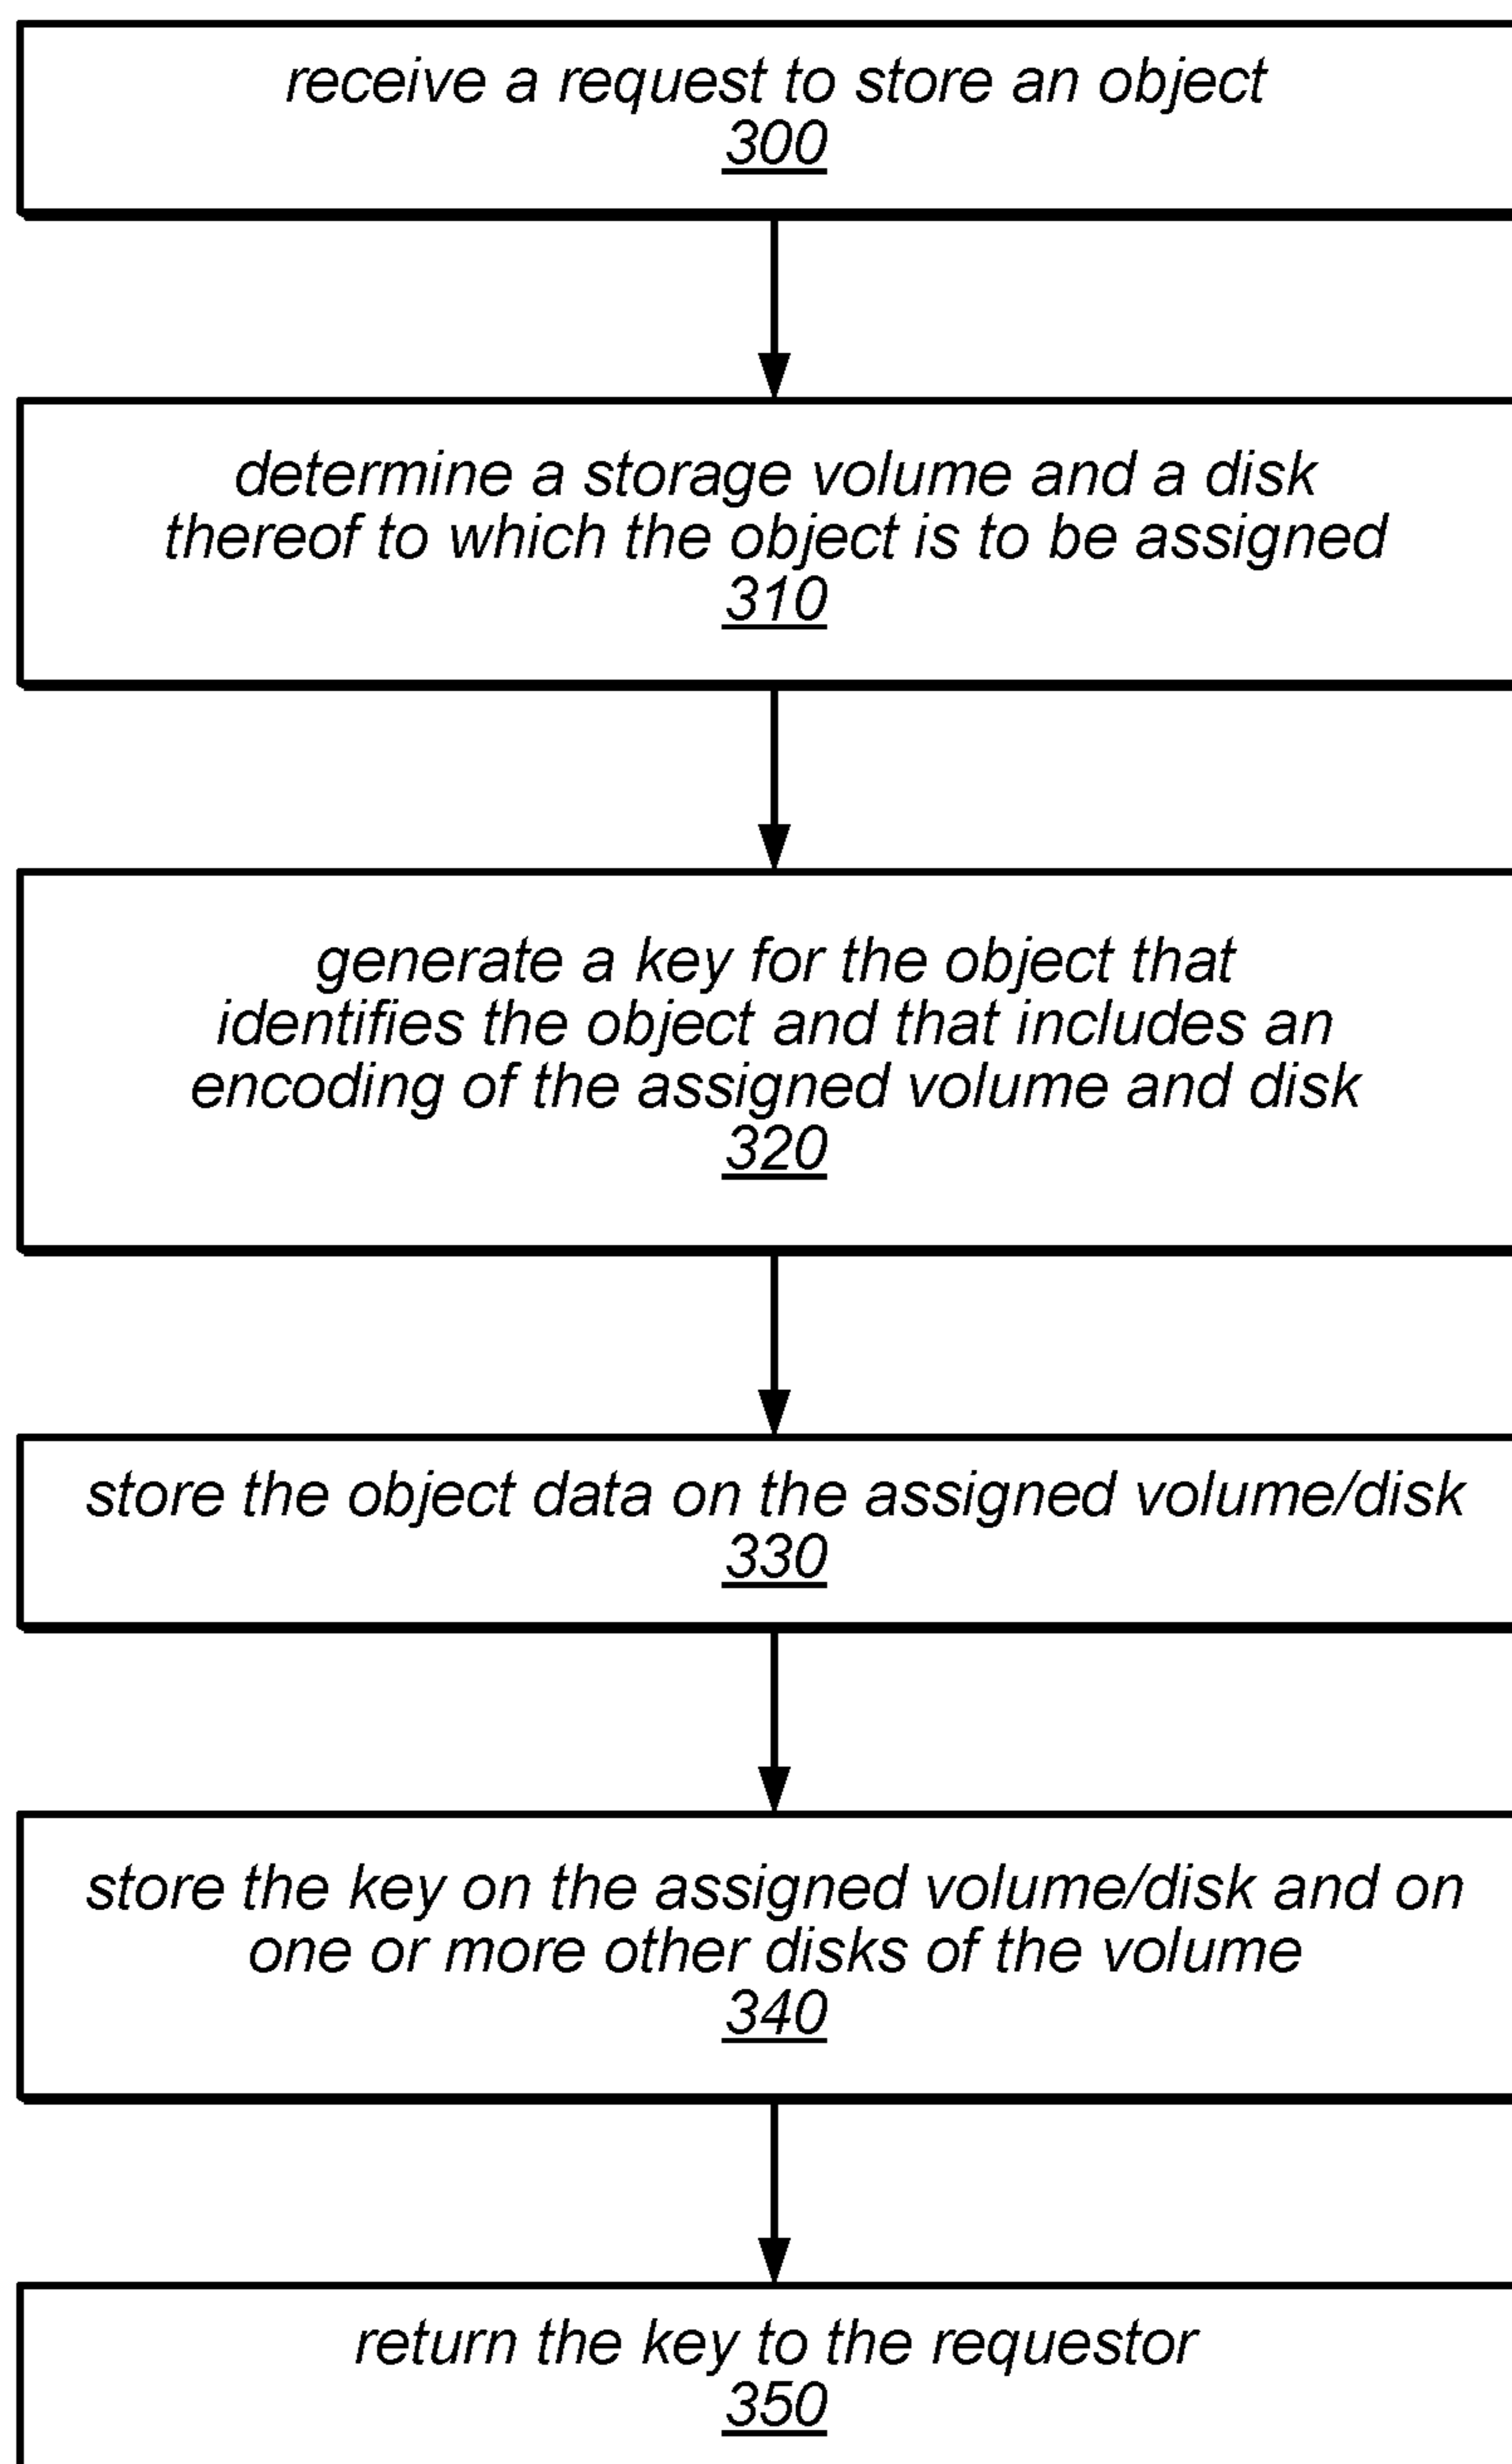 receive a request to store an object
300
determine a storage volume and a disk
thereof to which the object is to be assigned
310
generate a key for the object that
identifies the object and that includes an
encoding of the assigned volume and disk
320
store the object data on the assigned volume/disk
330
store the key on the assigned volume/disk and on
one or more other disks of the volume
340
return the key to the requestor
350